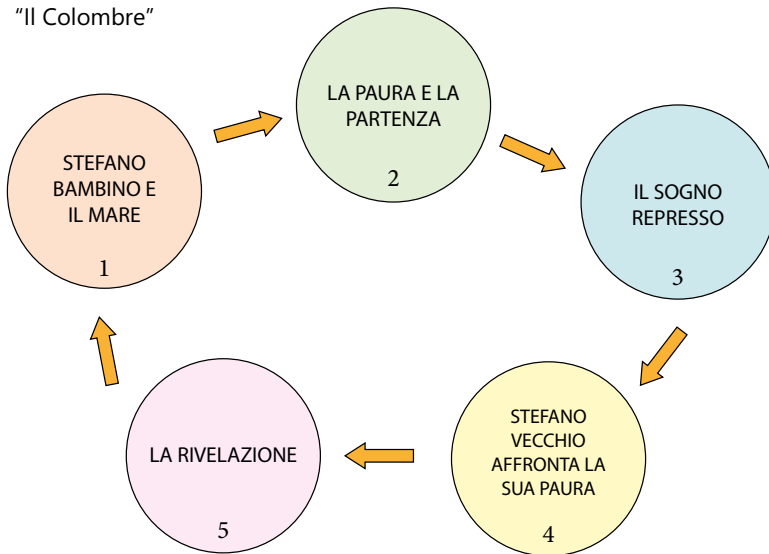 "Il Colombre"
STEFANO
BAMBINO E
IL MARE
1
LA PAURA E LA
PARTENZA
2
IL SOGNO
REPRESSO
3
STEFANO
VECCHIO
AFFRONTA LA
SUA PAURA
4
LA RIVELAZIONE
5